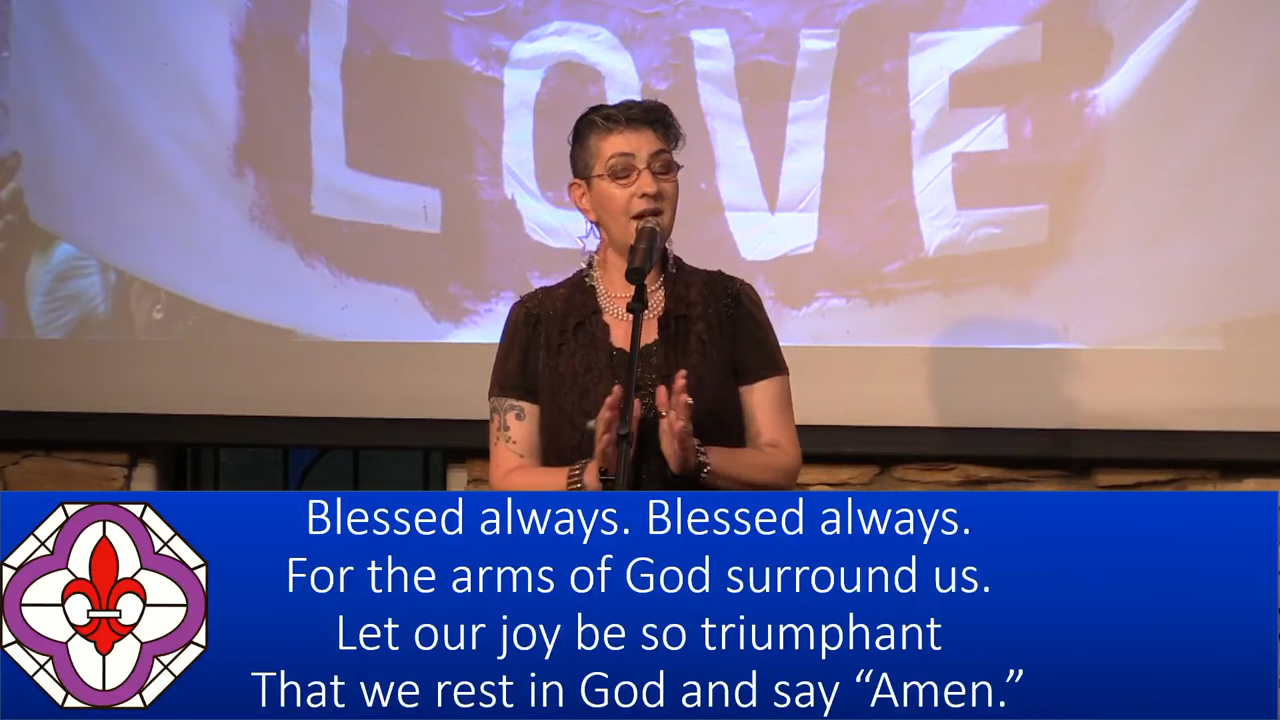 LOVE
Blessed always. Blessed always.
For the arms of God surround us.
Let our joy be so triumphant
That we rest in God and say “Amen.”